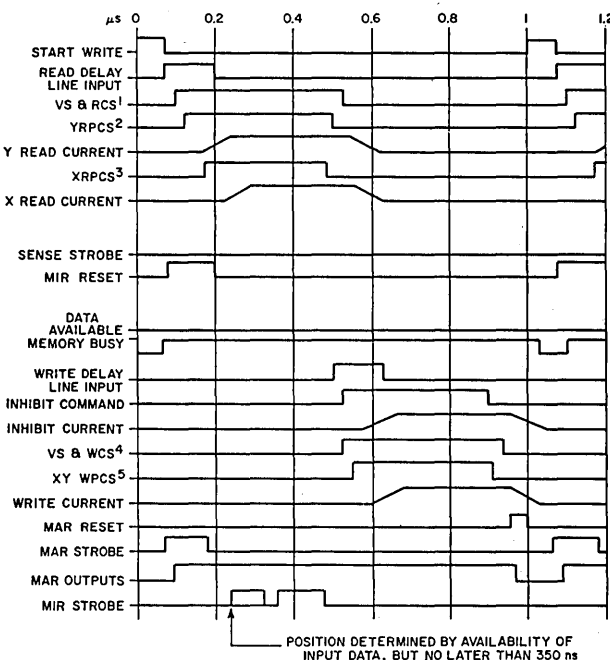 µs 0 0.2 0.4 0.6 0.8 1 1.2
START WRITE
READ DELAY
LINE INPUT
VS & RCS¹
YRPCS²
Y READ CURRENT
XRPCS³
X READ CURRENT
SENSE STROBE
MIR RESET
DATA
AVAILABLE
MEMORY BUSY
WRITE DELAY
LINE INPUT
INHIBIT COMMAND
INHIBIT CURRENT
VS & WCS⁴
XY WPCS⁵
WRITE CURRENT
MAR RESET
MAR STROBE
MAR OUTPUTS
MIR STROBE
POSITION DETERMINED BY AVAILABILITY OF
INPUT DATA, BUT NO LATER THAN 350 ns